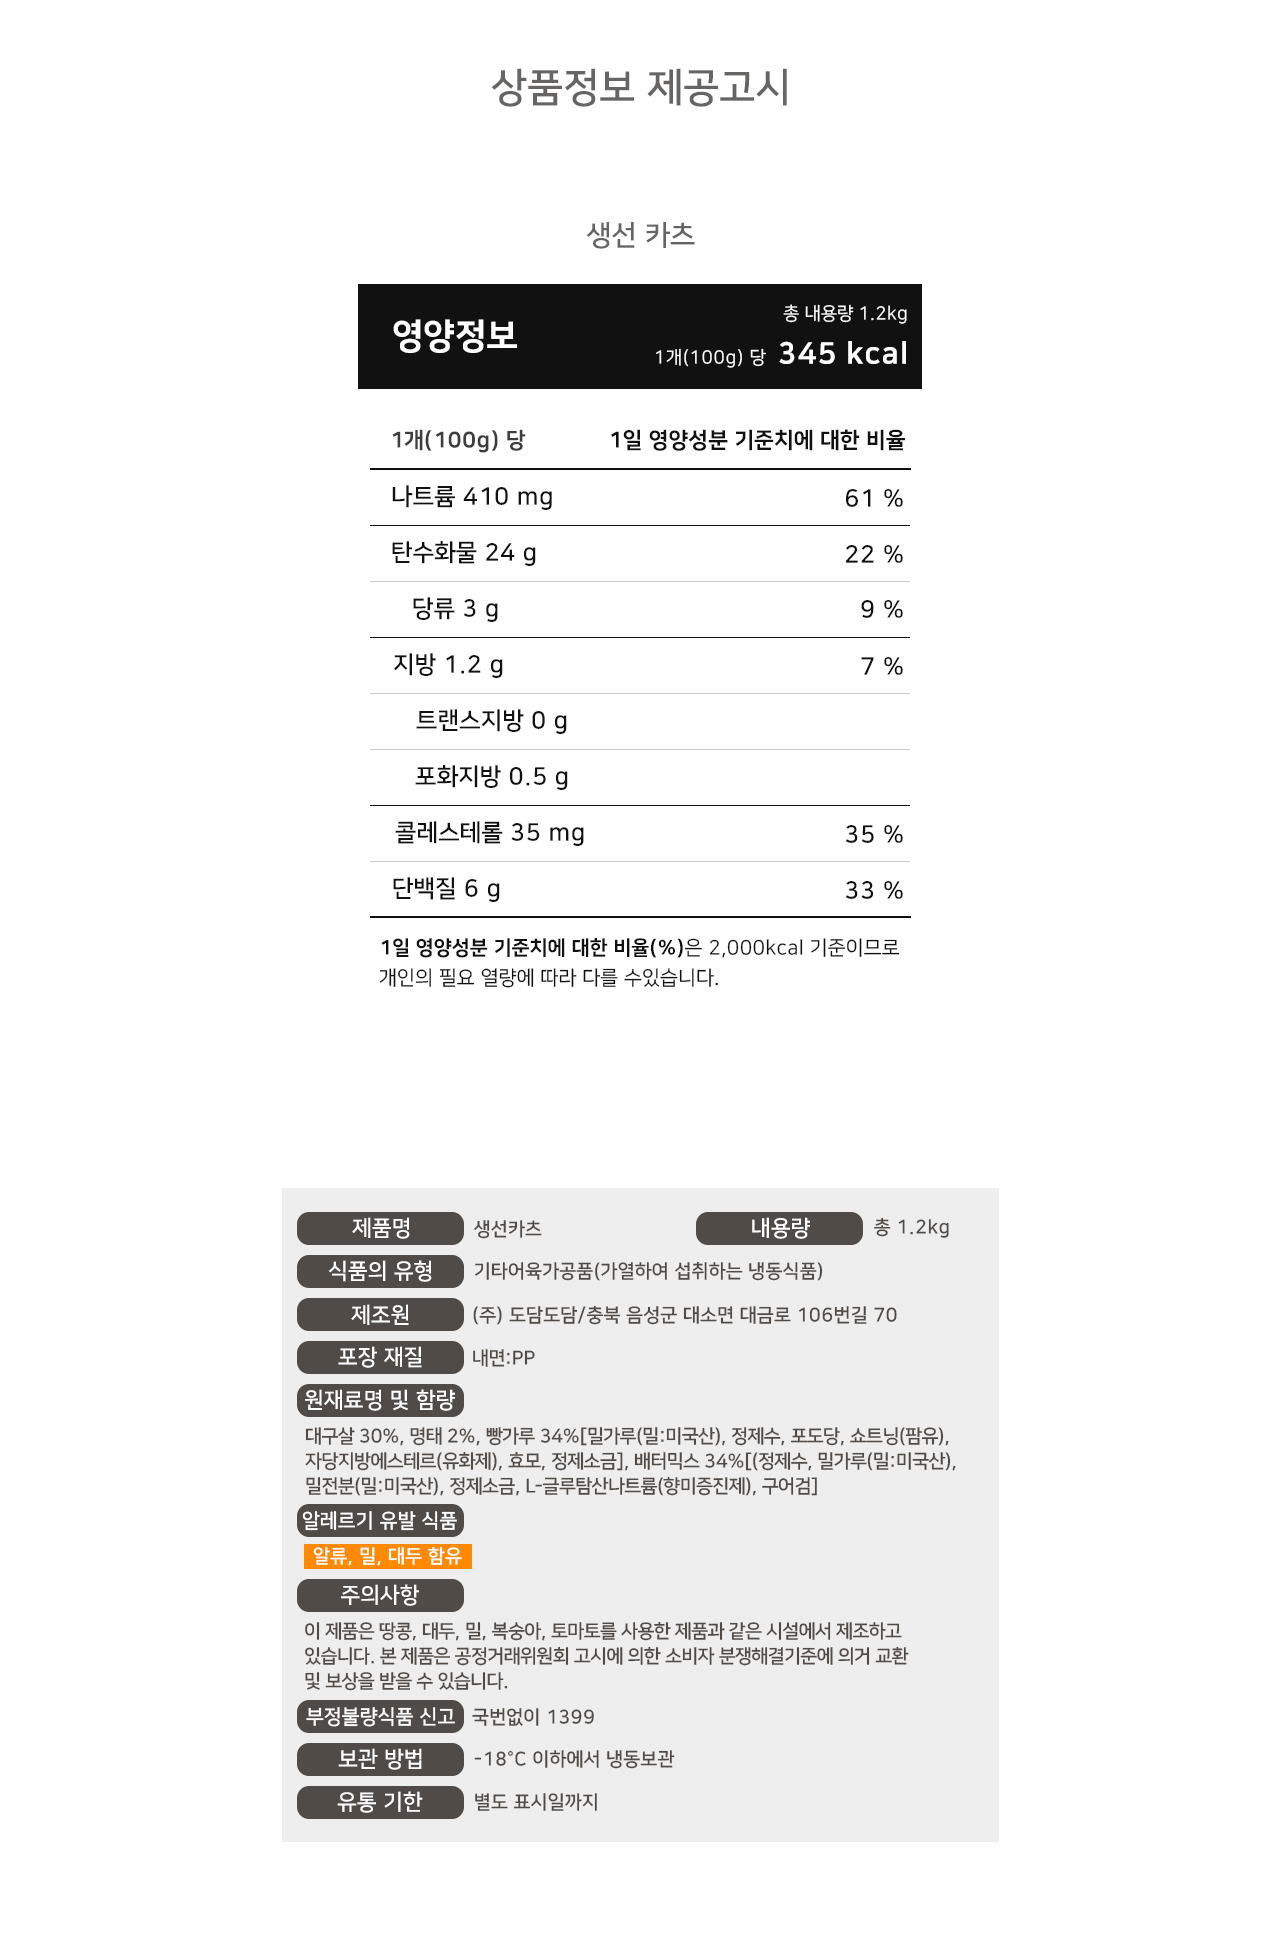 상품정보 제공고시
생선 카츠
영양정보
총 내용량 1.2kg
1개(100g) 당 345 kcal
1개(100g) 당 1일 영양성분 기준치에 대한 비율
나트륨 410 mg 61 %
탄수화물 24 g 22 %
당류 3 g 9 %
지방 1.2 g 7 %
트랜스지방 0 g
포화지방 0.5 g
콜레스테롤 35 mg 35 %
단백질 6 g 33 %
1일 영양성분 기준치에 대한 비율(%)은 2,000kcal 기준이므로
개인의 필요 열량에 따라 다를 수있습니다.
제품명 생선카츠 내용량 총 1.2kg
식품의 유형 기타어육가공품(가열하여 섭취하는 냉동식품)
제조원 (주) 도담도담/충북 음성군 대소면 대금로 106번길 70
포장 재질 내면:PP
원재료명 및 함량
대구살 30%, 명태 2%, 빵가루 34%[밀가루(밀:미국산), 정제수, 포도당, 쇼트닝(팜유),
자당지방에스테르(유화제), 효모, 정제소금], 배터믹스 34%[(정제수, 밀가루(밀:미국산),
밀전분(밀:미국산), 정제소금, L-글루탐산나트륨(향미증진제), 구어검]
알레르기 유발 식품
알류, 밀, 대두 함유
주의사항
이 제품은 땅콩, 대두, 밀, 복숭아, 토마토를 사용한 제품과 같은 시설에서 제조하고
있습니다. 본 제품은 공정거래위원회 고시에 의한 소비자 분쟁해결기준에 의거 교환
및 보상을 받을 수 있습니다.
부정불량식품 신고 국번없이 1399
보관 방법 -18°C 이하에서 냉동보관
유통 기한 별도 표시일까지